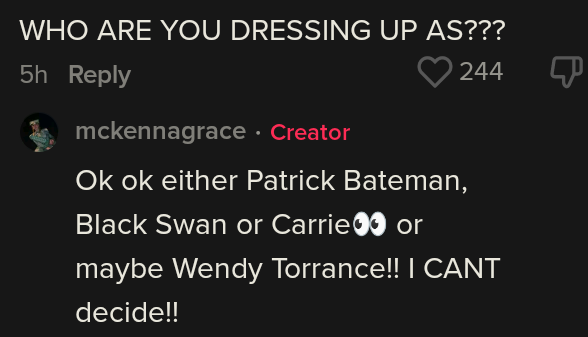 WHO ARE YOU DRESSING UP AS???
5h Reply 244
mckennagrace · Creator
Ok ok either Patrick Bateman,
Black Swan or Carrie👀 or
maybe Wendy Torrance!! I CANT
decide!!